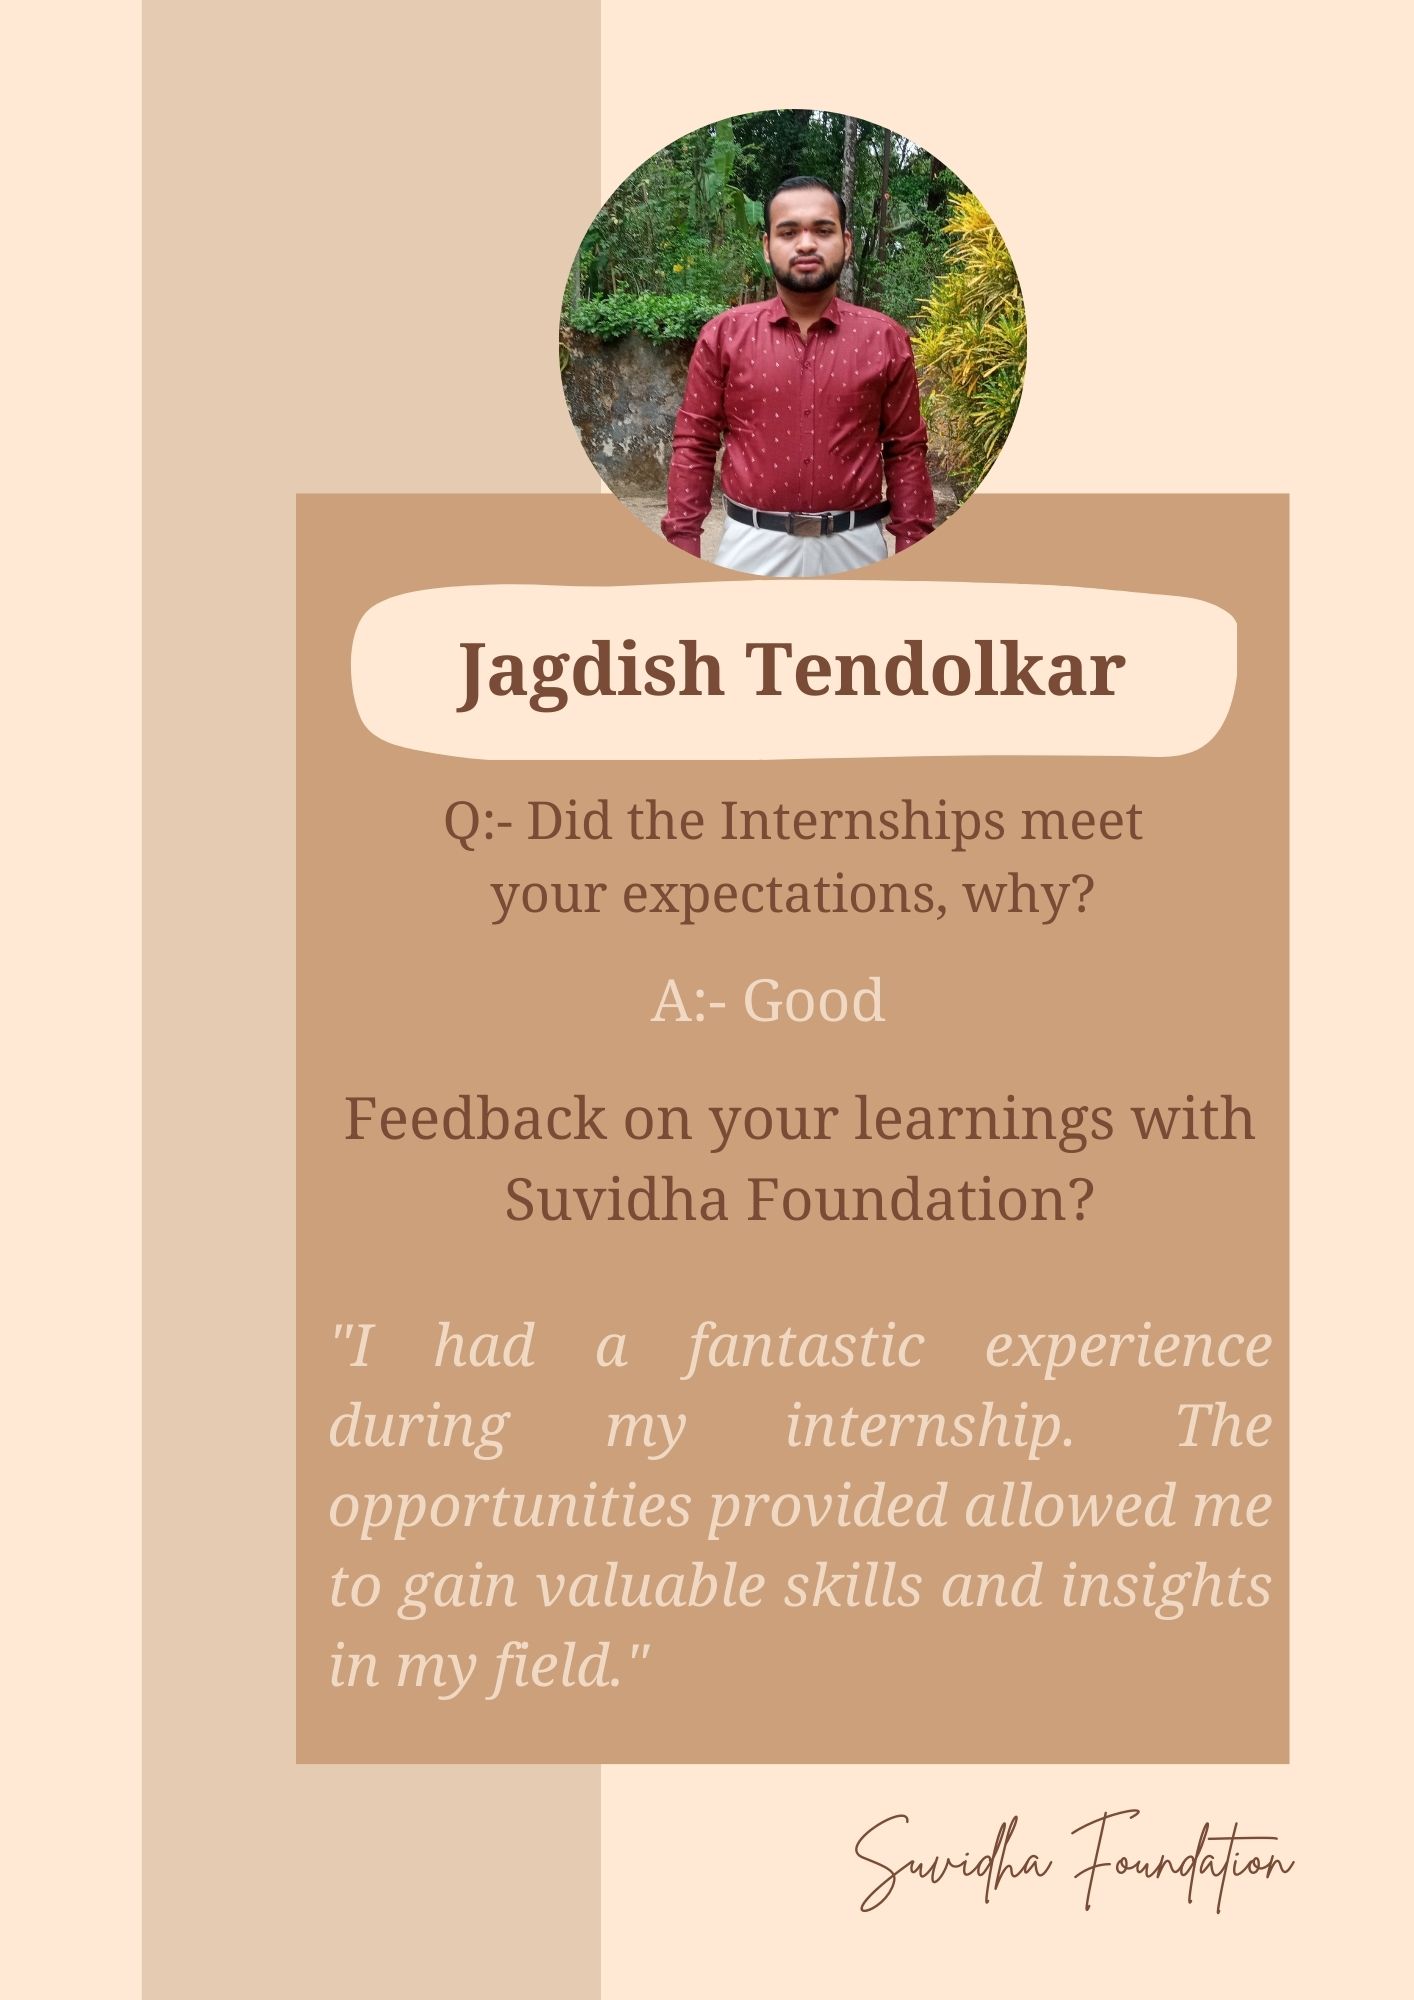 Jagdish Tendolkar
Q:- Did the Internships meet
your expectations, why?
A:- Good
Feedback on your learnings with
Suvidha Foundation?
"I had a fantastic experience
during my internship. The
opportunities provided allowed me
to gain valuable skills and insights
in my field."
Suvidha Foundation